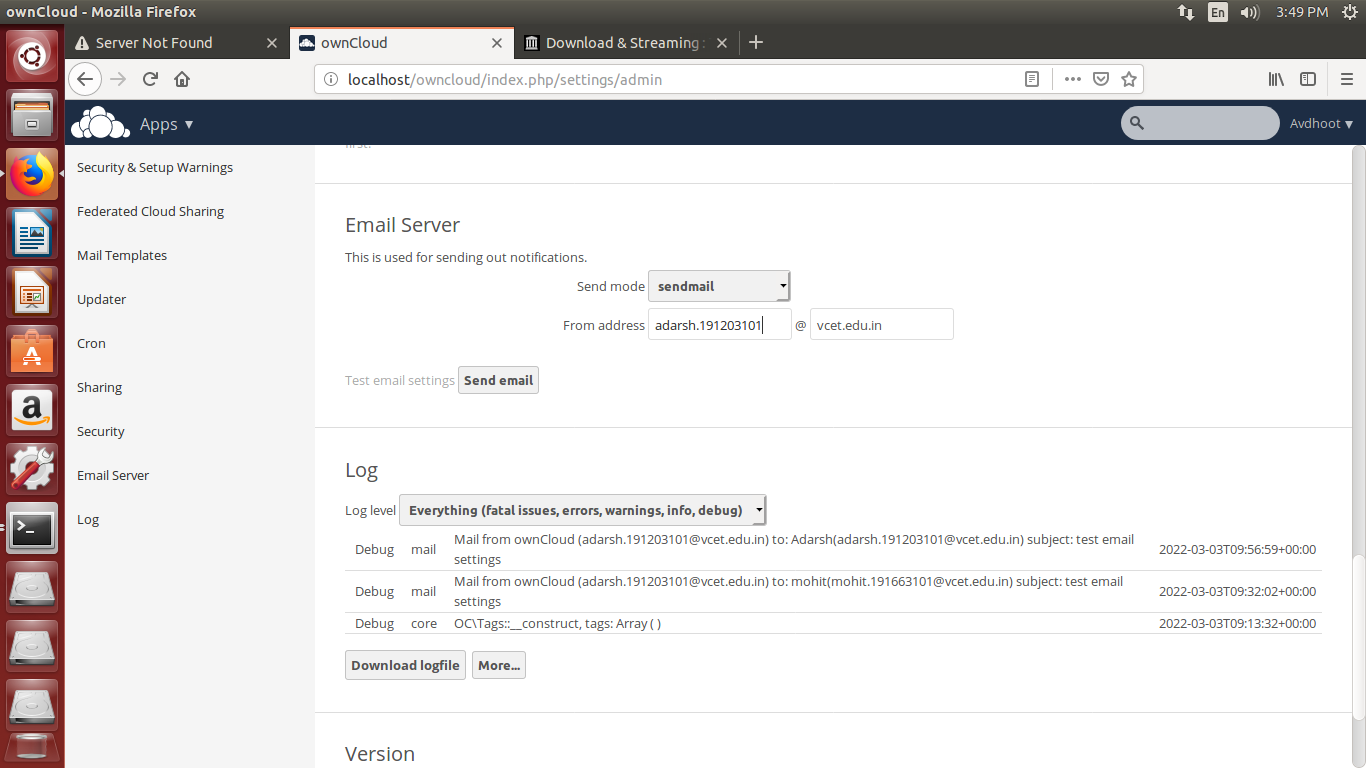 ownCloud - Mozilla Firefox
En
3:49 PM
Server Not Found
ownCloud
Download & Streaming :
localhost/owncloud/index.php/settings/admin
Apps
Avdhoot
Security & Setup Warnings
Federated Cloud Sharing
Mail Templates
Updater
Cron
Sharing
Security
Email Server
Log
first.
Email Server
This is used for sending out notifications.
Send mode sendmail
From address adarsh.191203101 @ vcet.edu.in
Test email settings Send email
Log
Log level Everything (fatal issues, errors, warnings, info, debug)
Debug mail Mail from ownCloud (adarsh.191203101@vcet.edu.in) to: Adarsh(adarsh.191203101@vcet.edu.in) subject: test email
settings 2022-03-03T09:56:59+00:00
Debug mail Mail from ownCloud (adarsh.191203101@vcet.edu.in) to: mohit(mohit.191663101@vcet.edu.in) subject: test email
settings 2022-03-03T09:32:02+00:00
Debug core OC\Tags::__construct, tags: Array ( ) 2022-03-03T09:13:32+00:00
Download logfile More...
Version